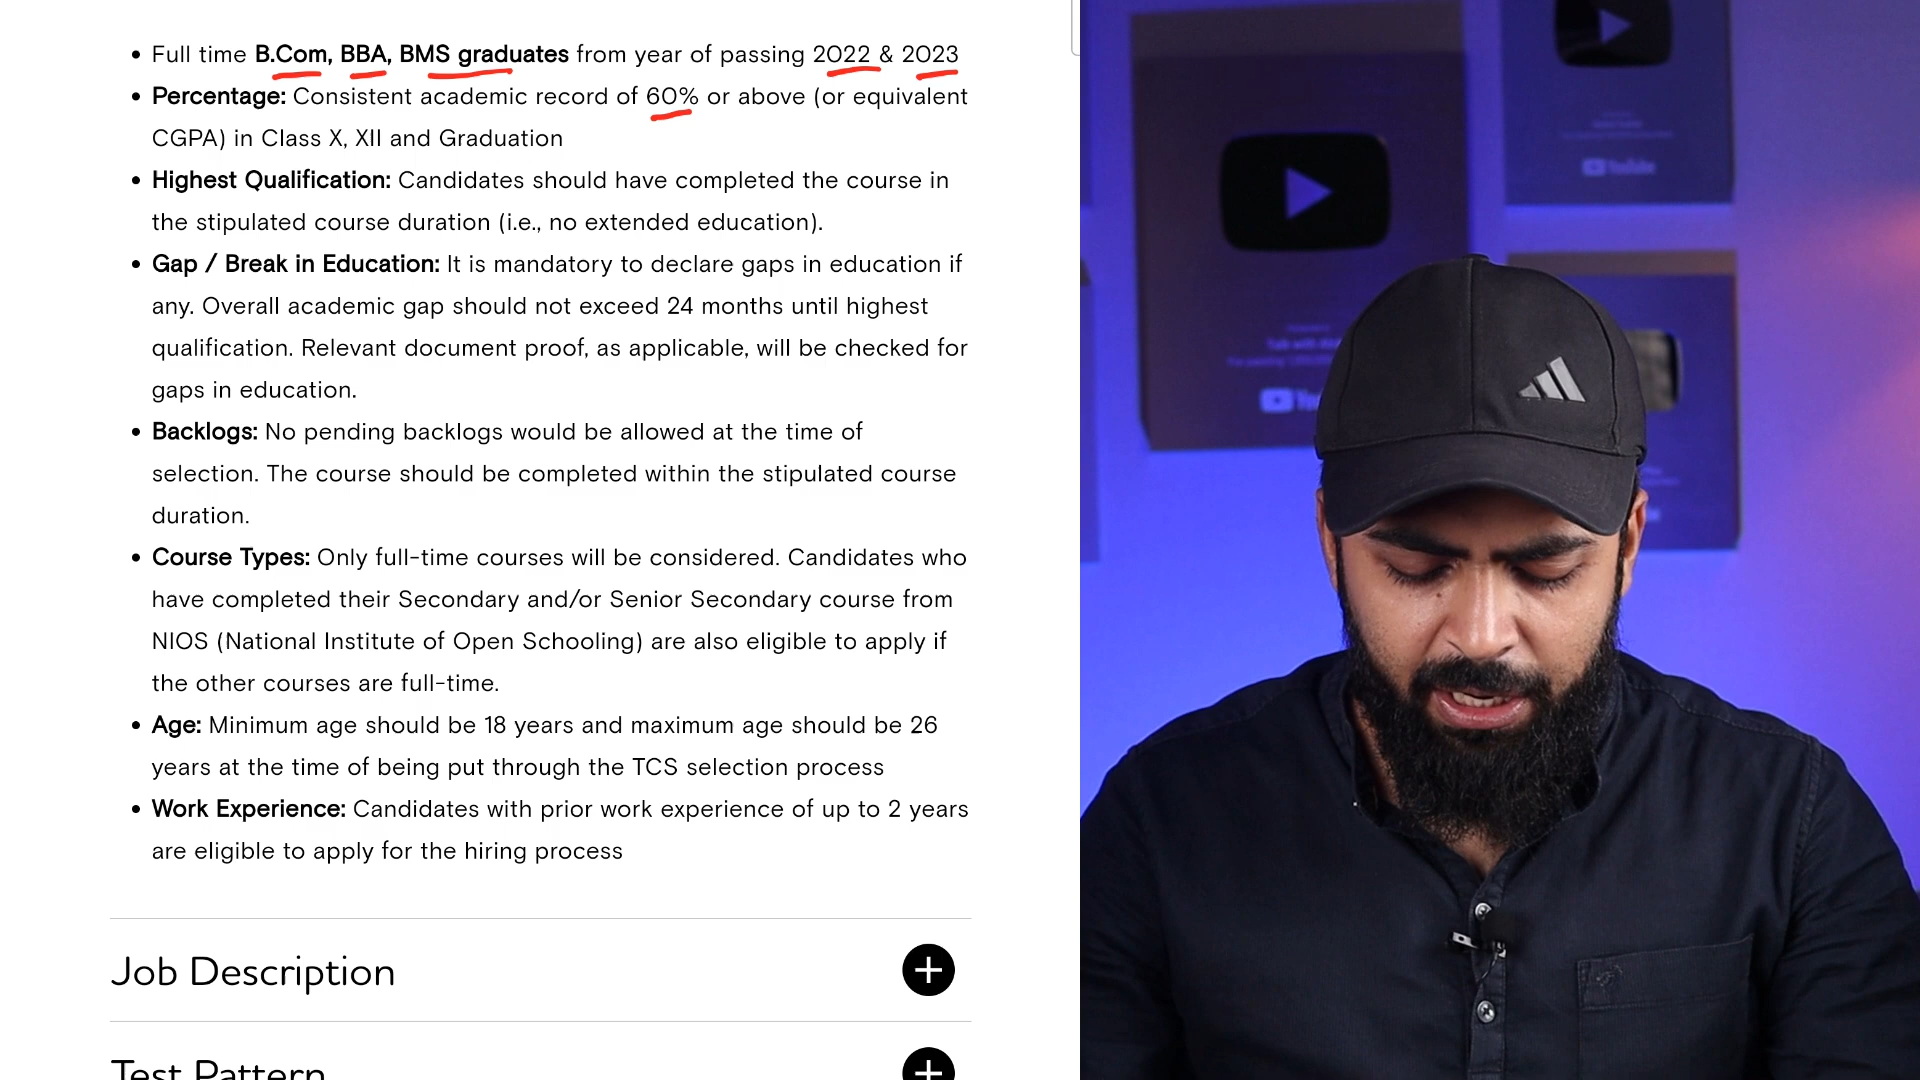 Full time B.Com, BBA, BMS graduates from year of passing 2022 & 2023
Percentage: Consistent academic record of 60% or above (or equivalent
CGPA) in Class X, XII and Graduation
Highest Qualification: Candidates should have completed the course in
the stipulated course duration (i.e., no extended education).
Gap / Break in Education: It is mandatory to declare gaps in education if
any. Overall academic gap should not exceed 24 months until highest
qualification. Relevant document proof, as applicable, will be checked for
gaps in education.
Backlogs: No pending backlogs would be allowed at the time of
selection. The course should be completed within the stipulated course
duration.
Course Types: Only full-time courses will be considered. Candidates who
have completed their Secondary and/or Senior Secondary course from
NIOS (National Institute of Open Schooling) are also eligible to apply if
the other courses are full-time.
Age: Minimum age should be 18 years and maximum age should be 26
years at the time of being put through the TCS selection process
Work Experience: Candidates with prior work experience of up to 2 years
are eligible to apply for the hiring process
Job Description
Test Pattern
YouTube